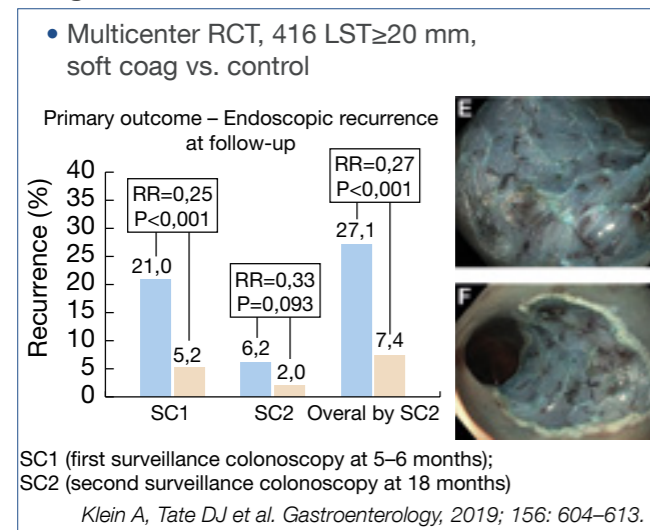 • Multicenter RCT, 416 LST≥20 mm,
soft coag vs. control
Primary outcome – Endoscopic recurrence
at follow-up
Recurrence (%)
40
35
30
25
20
15
10
5
0
RR=0,25
P<0,001
21,0
5,2
RR=0,33
P=0,093
6,2
2,0
RR=0,27
P<0,001
27,1
7,4
SC1
SC2
Overal by SC2
E
F
SC1 (first surveillance colonoscopy at 5–6 months);
SC2 (second surveillance colonoscopy at 18 months)
Klein A, Tate DJ et al. Gastroenterology, 2019; 156: 604–613.